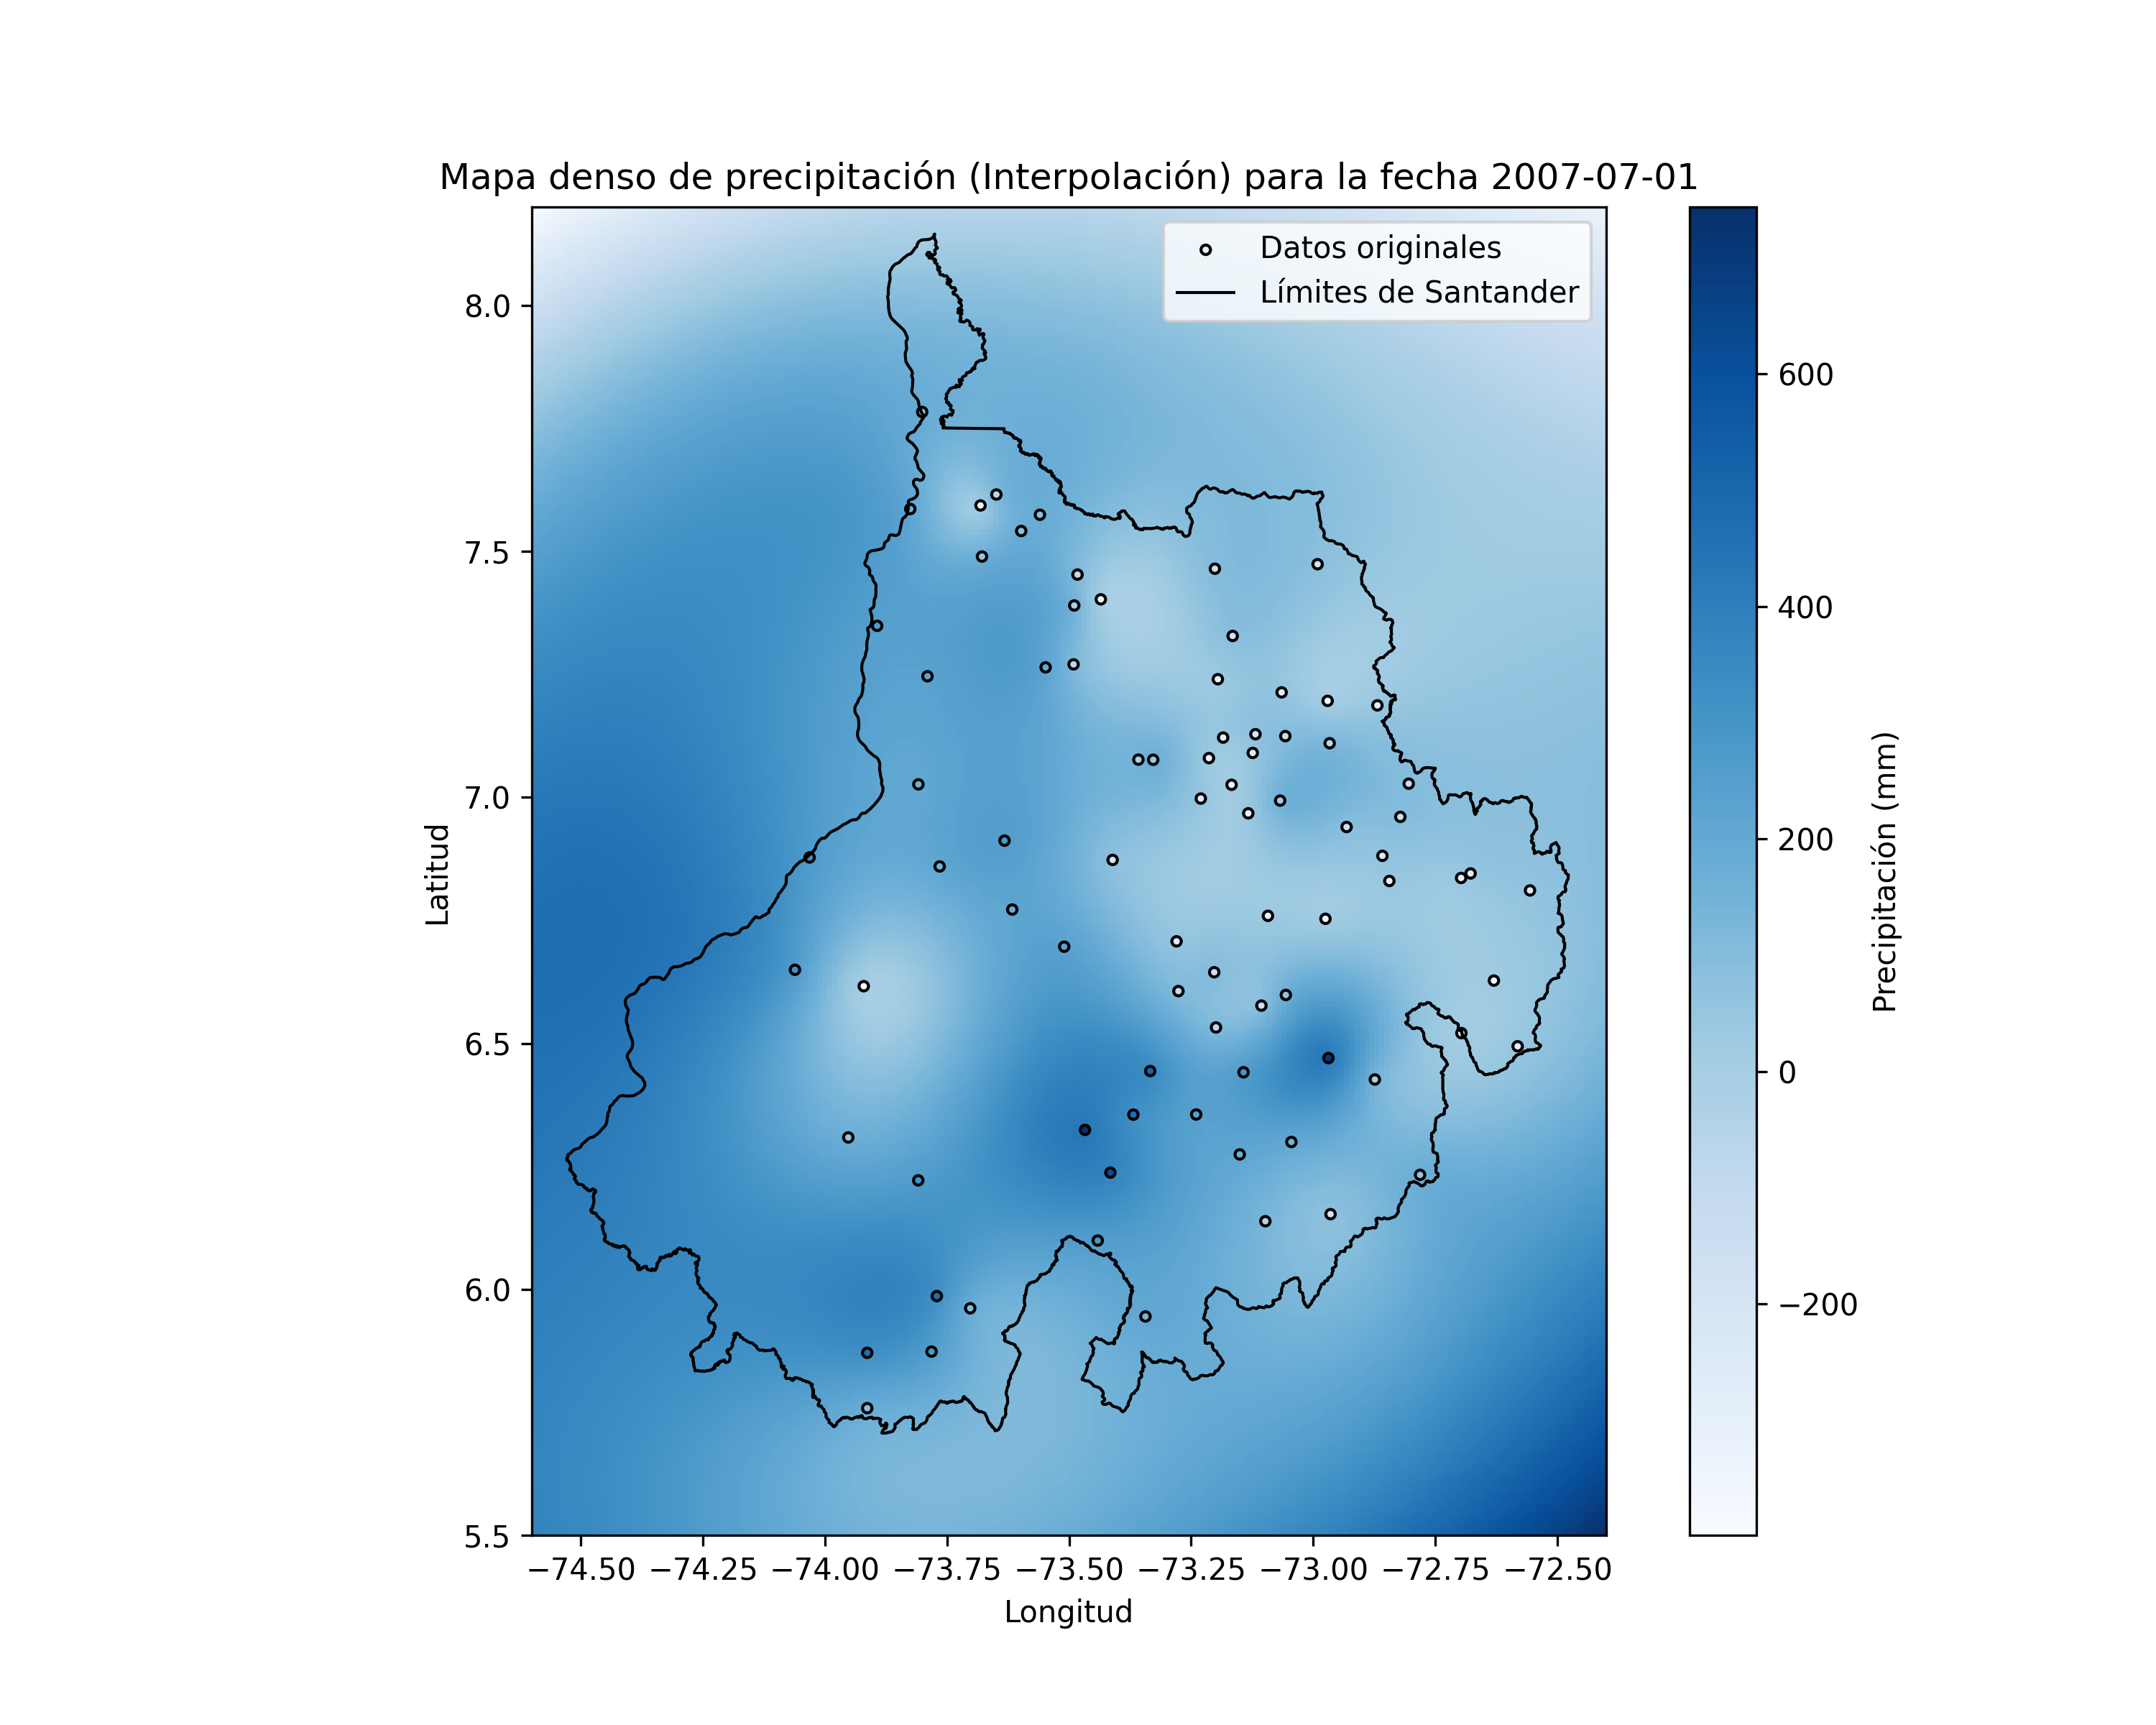 Mapa denso de precipitación (Interpolación) para la fecha 2007-07-01
Datos originales
Límites de Santander
8.0
7.5
7.0
6.5
6.0
5.5
Latitud
−74.50 −74.25 −74.00 −73.75 −73.50 −73.25 −73.00 −72.75 −72.50
Longitud
600
400
200
0
−200
Precipitación (mm)